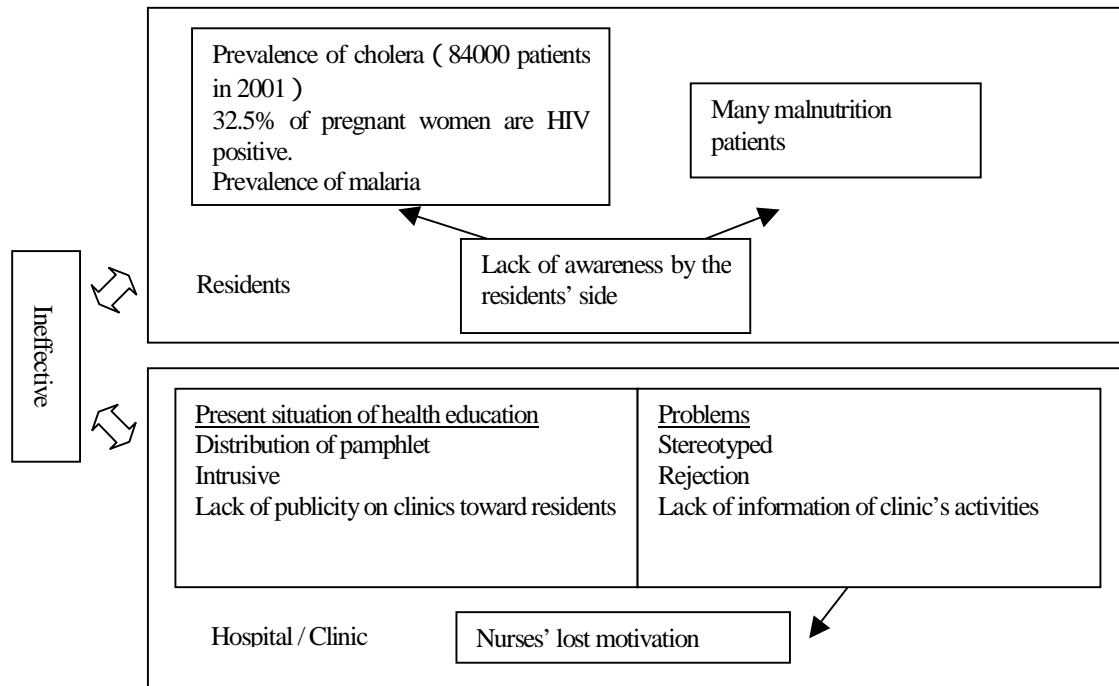 Prevalence of cholera ( 84000 patients
in 2001 )
32.5% of pregnant women are HIV
positive.
Prevalence of malaria
Many malnutrition
patients
Lack of awareness by the
residents’ side
Residents
Ineffective
Present situation of health education
Distribution of pamphlet
Intrusive
Lack of publicity on clinics toward residents
Problems
Stereotyped
Rejection
Lack of information of clinic’s activities
Hospital / Clinic
Nurses’ lost motivation